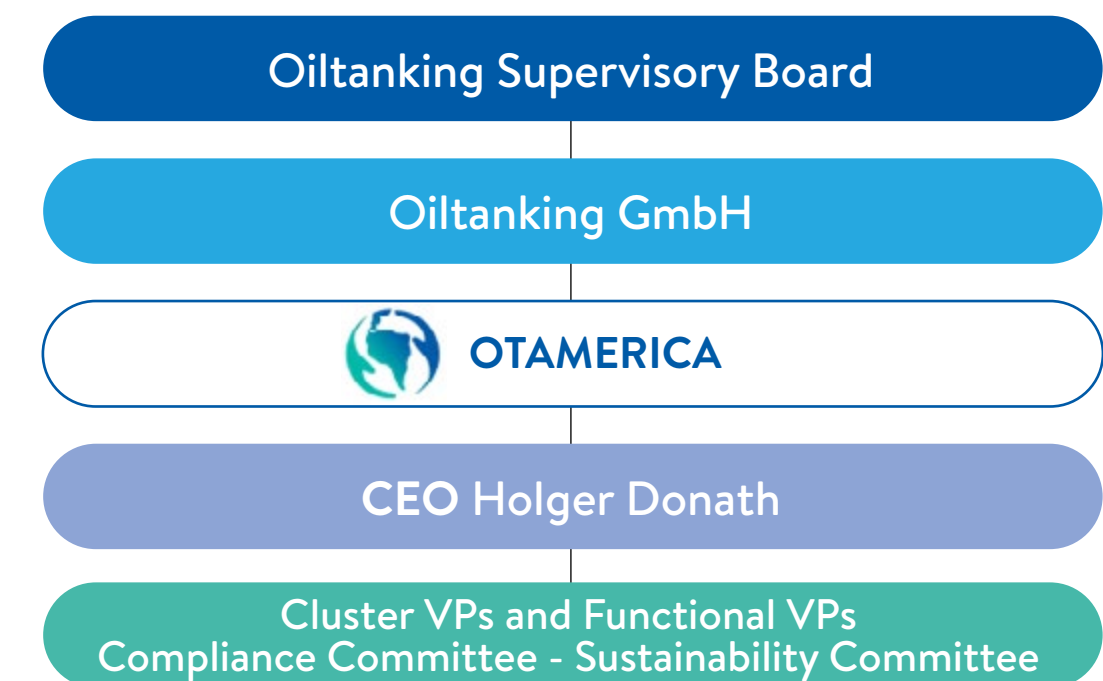 Oiltanking Supervisory Board
Oiltanking GmbH
OTAMERICA
CEO Holger Donath
Cluster VPs and Functional VPs
Compliance Committee - Sustainability Committee